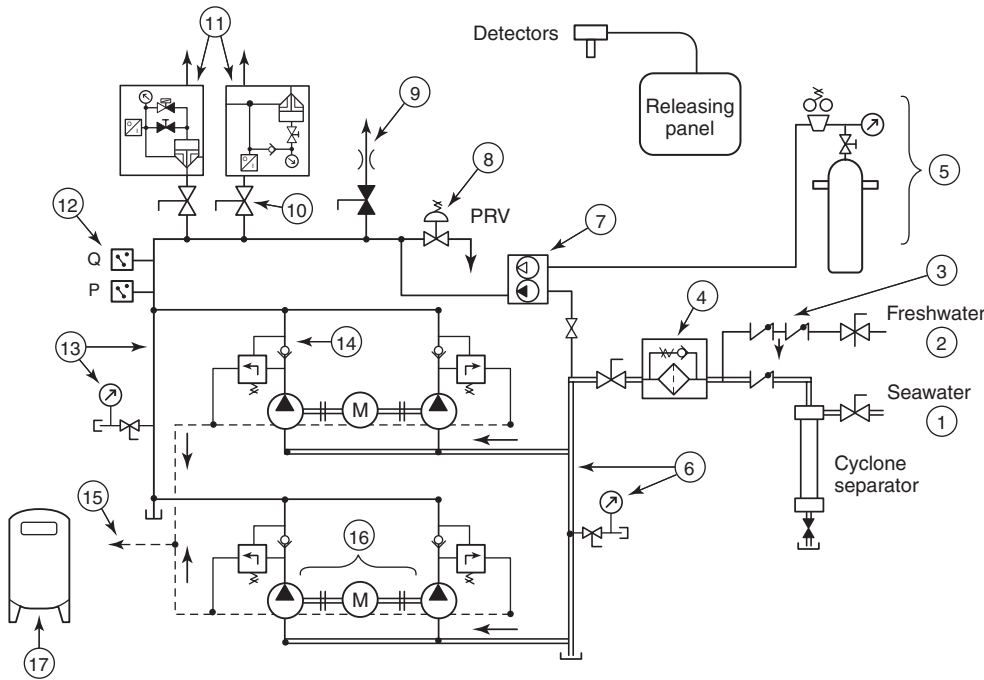 11
Detectors
9
Releasing
panel
5
8
12
10
PRV
7
Q
3
P
4
Freshwater
2
13
14
Seawater
1
M
6
Cyclone
separator
15
16
M
17